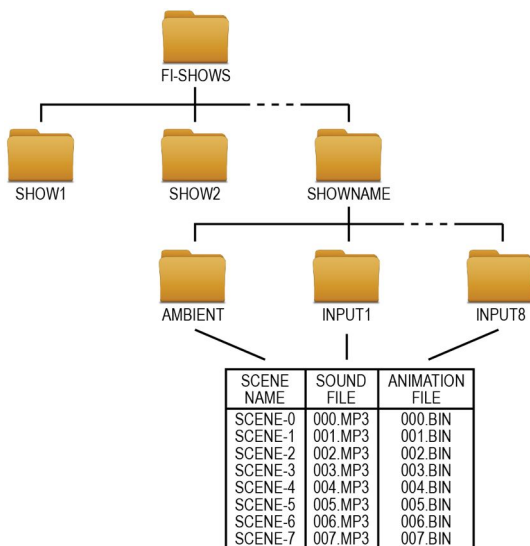 FI-SHOWS
SHOW1 SHOW2 SHOWNAME
AMBIENT INPUT1 INPUT8
SCENE NAME SOUND FILE ANIMATION FILE
SCENE-0 000.MP3 000.BIN
SCENE-1 001.MP3 001.BIN
SCENE-2 002.MP3 002.BIN
SCENE-3 003.MP3 003.BIN
SCENE-4 004.MP3 004.BIN
SCENE-5 005.MP3 005.BIN
SCENE-6 006.MP3 006.BIN
SCENE-7 007.MP3 007.BIN